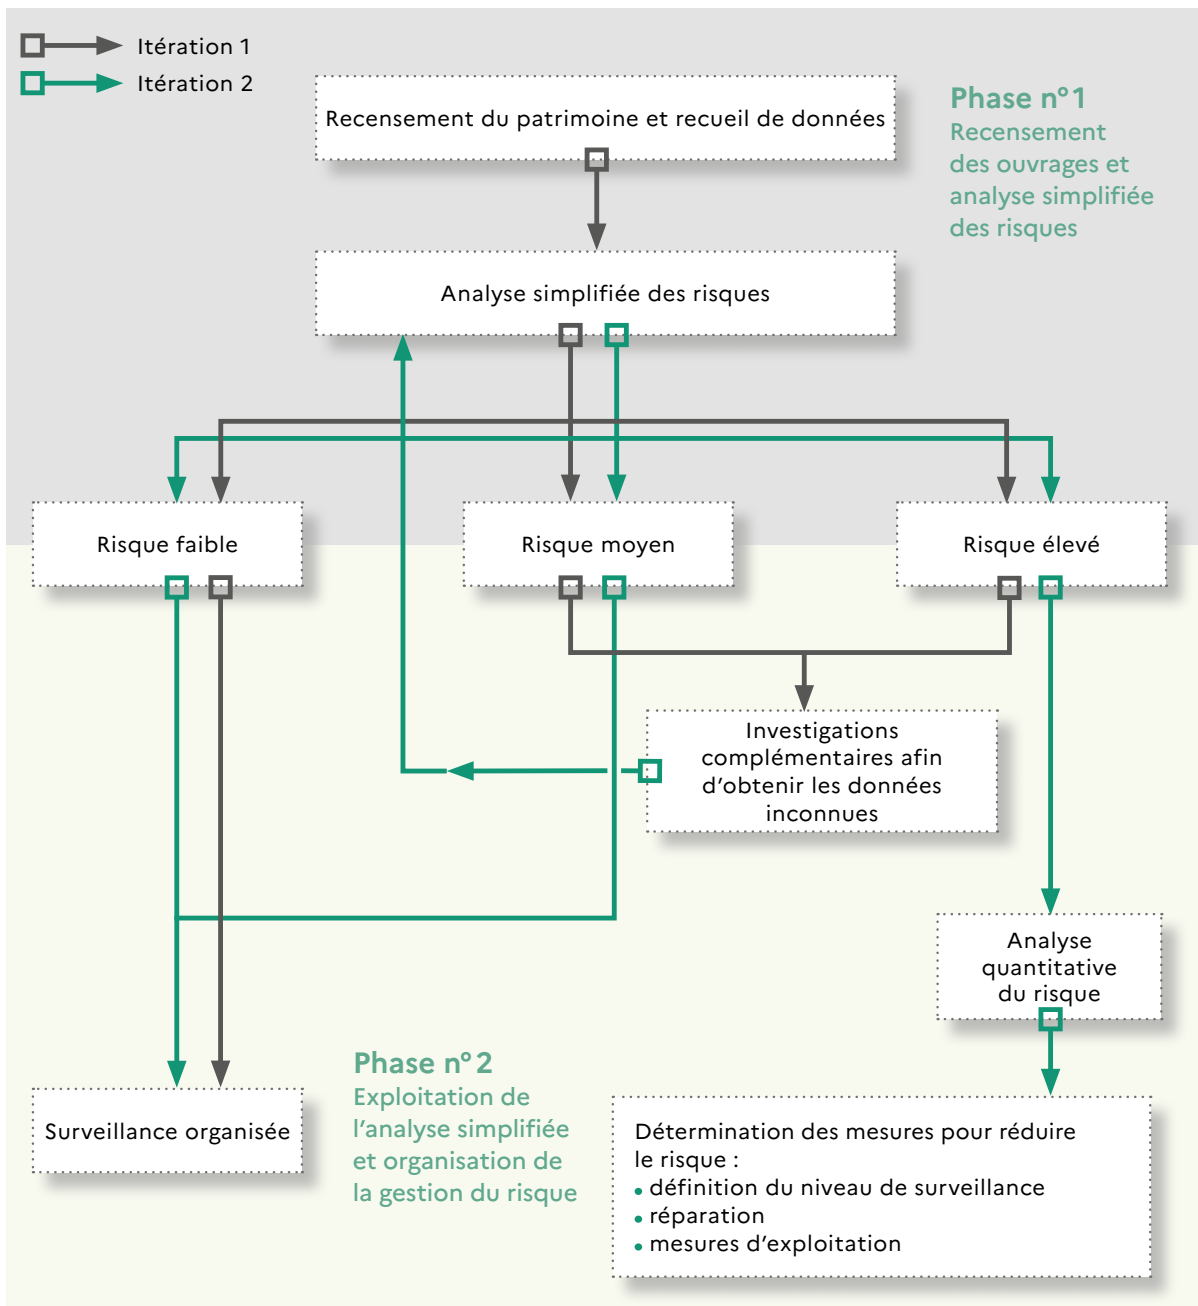 Itération 1
Itération 2
Recensement du patrimoine et recueil de données
Phase n° 1
Recensement
des ouvrages et
analyse simplifiée
des risques
Analyse simplifiée des risques
Risque faible
Risque moyen
Risque élevé
Investigations
complémentaires afin
d’obtenir les données
inconnues
Analyse
quantitative
du risque
Phase n° 2
Exploitation de
l’analyse simplifiée
et organisation de
la gestion du risque
Surveillance organisée
Détermination des mesures pour réduire
le risque :
• définition du niveau de surveillance
• réparation
• mesures d’exploitation